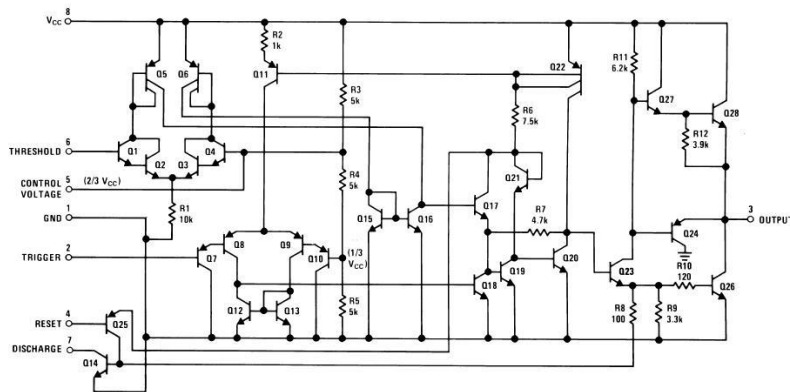 8
VCC
R2
1k
Q11
Q5
Q6
R3
5k
Q22
R11
6.2k
Q27
Q28
R6
7.5k
R12
3.9k
6
THRESHOLD
Q1
Q2
Q3
Q4
5
CONTROL VOLTAGE
(2/3 VCC)
R4
5k
Q21
Q17
R7
4.7k
1
GND
R1
10k
Q15
Q16
3
OUTPUT
Q24
2
TRIGGER
Q7
Q8
Q9
Q10
(1/3 VCC)
Q18
Q19
Q20
Q23
R10
120
Q26
4
RESET
Q25
Q12
Q13
R5
5k
R8
100
R9
3.3k
7
DISCHARGE
Q14